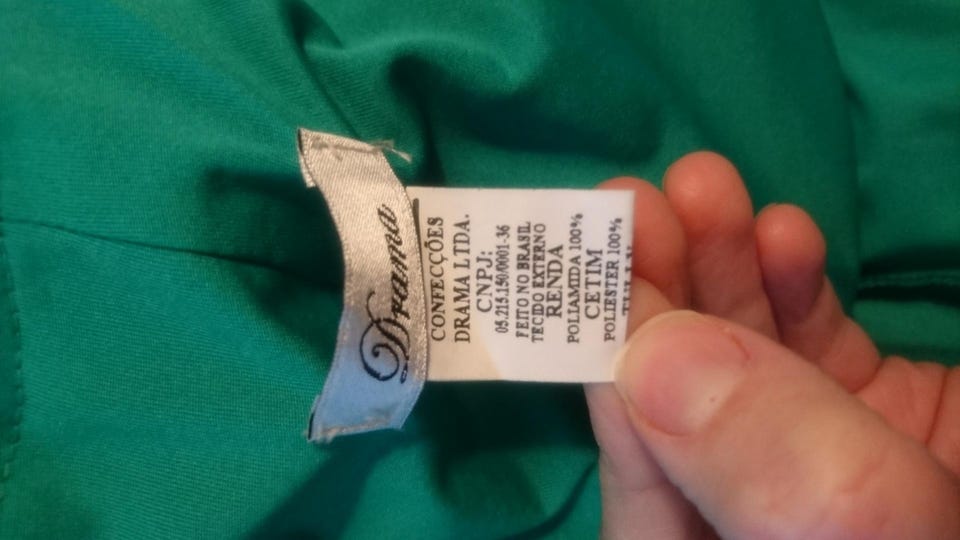 Drama
CONFECÇÕES
DRAMA LTDA.
CNPJ:
05.215.150/0001-36
FEITO NO BRASIL
TECIDO EXTERNO
RENDA
POLIAMIDA 100%
CETIM
POLIESTER 100%